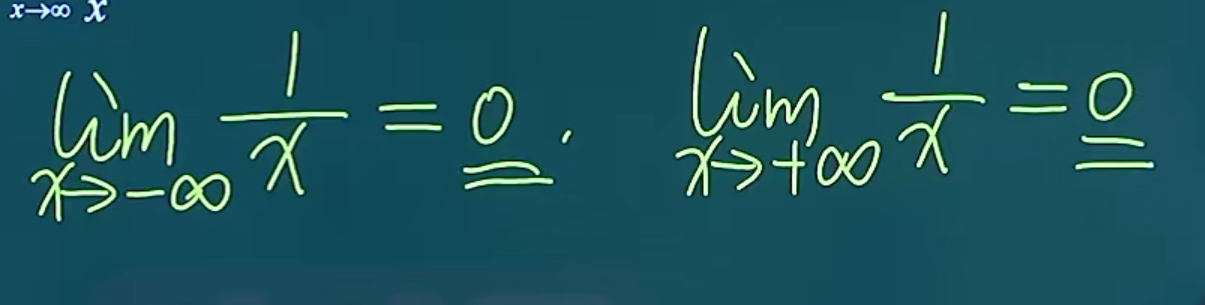 x→∞ x
lim x→-∞ 1/x = 0 . lim x→+∞ 1/x = 0